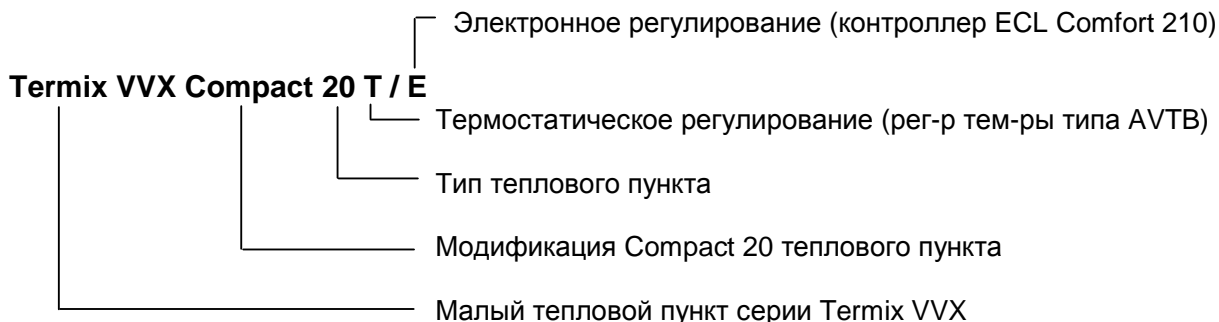 Электронное регулирование (контроллер ECL Comfort 210)
Termix VVX Compact 20 T / E
Термостатическое регулирование (рег-р тем-ры типа AVTB)
Тип теплового пункта
Модификация Compact 20 теплового пункта
Малый тепловой пункт серии Termix VVX